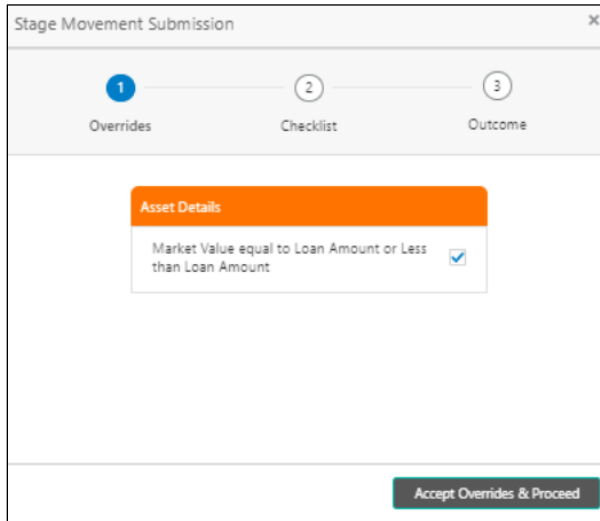 Stage Movement Submission
×
1
2
3
Overrides
Checklist
Outcome
Asset Details
Market Value equal to Loan Amount or Less
than Loan Amount
Accept Overrides & Proceed